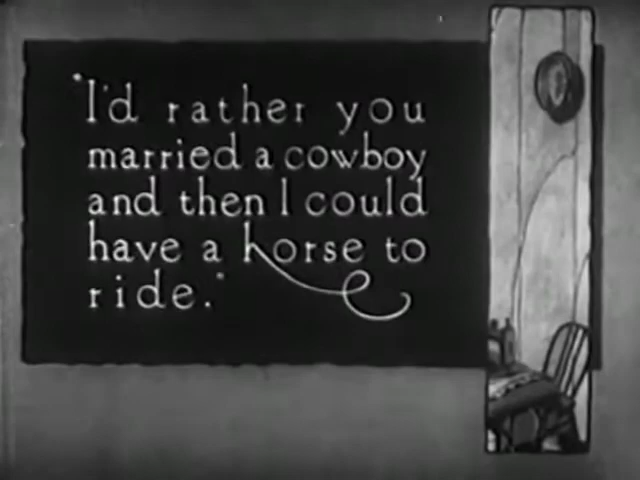 "I'd rather you
married a cowboy
and then I could
have a horse to
ride."